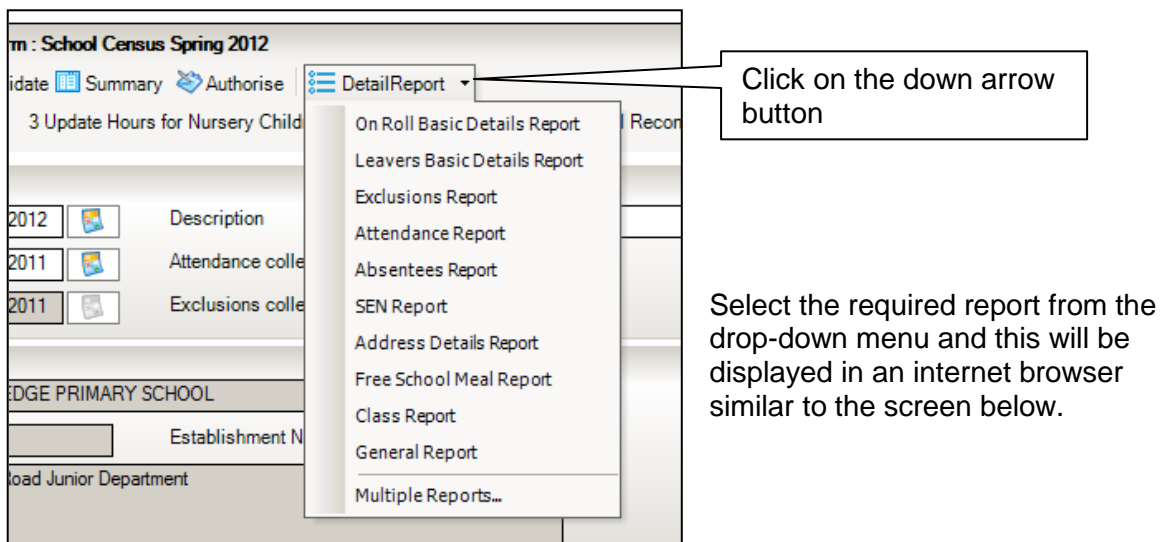 rm : School Census Spring 2012
idate Summary Authorise DetailReport
Click on the down arrow
button
3 Update Hours for Nursery Childr
l Recon
On Roll Basic Details Report
Leavers Basic Details Report
Exclusions Report
Attendance Report
Absentees Report
SEN Report
Address Details Report
Free School Meal Report
Class Report
General Report
Multiple Reports...
2012 Description
2011 Attendance colle
2011 Exclusions colle
EDGE PRIMARY SCHOOL
Establishment N
Road Junior Department
Select the required report from the
drop-down menu and this will be
displayed in an internet browser
similar to the screen below.